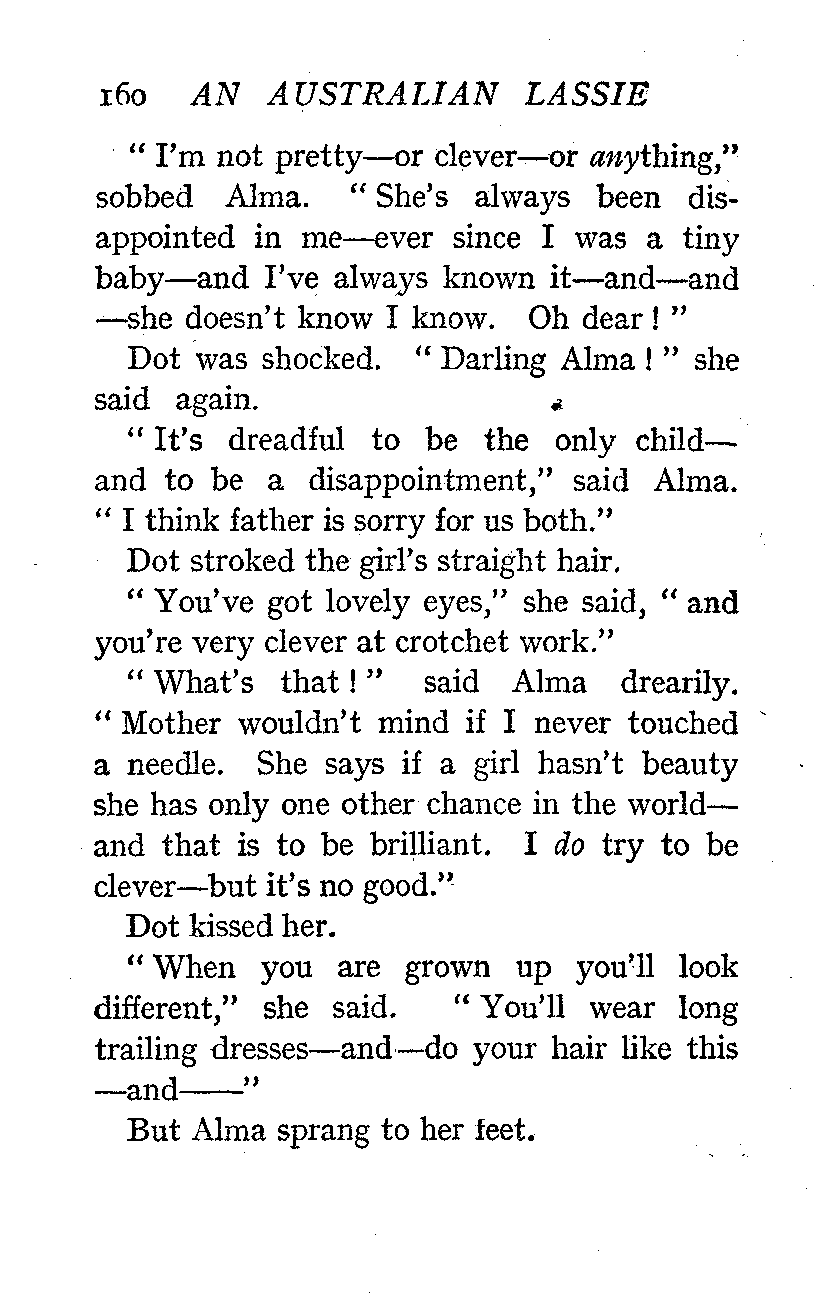 160 AN AUSTRALIAN LASSIE
“ I’m not pretty—or clever—or anything,”
sobbed Alma. “ She’s always been dis-
appointed in me—ever since I was a tiny
baby—and I’ve always known it—and—and
—she doesn’t know I know. Oh dear ! ”
Dot was shocked. “ Darling Alma ! ” she
said again.
“ It’s dreadful to be the only child—
and to be a disappointment,” said Alma.
“ I think father is sorry for us both.”
Dot stroked the girl’s straight hair.
“ You’ve got lovely eyes,” she said, “ and
you’re very clever at crotchet work.”
“ What’s that ! ” said Alma drearily.
“ Mother wouldn’t mind if I never touched
a needle. She says if a girl hasn’t beauty
she has only one other chance in the world—
and that is to be brilliant. I do try to be
clever—but it’s no good.”
Dot kissed her.
“ When you are grown up you’ll look
different,” she said. “ You’ll wear long
trailing dresses—and—do your hair like this
—and——”
But Alma sprang to her feet.